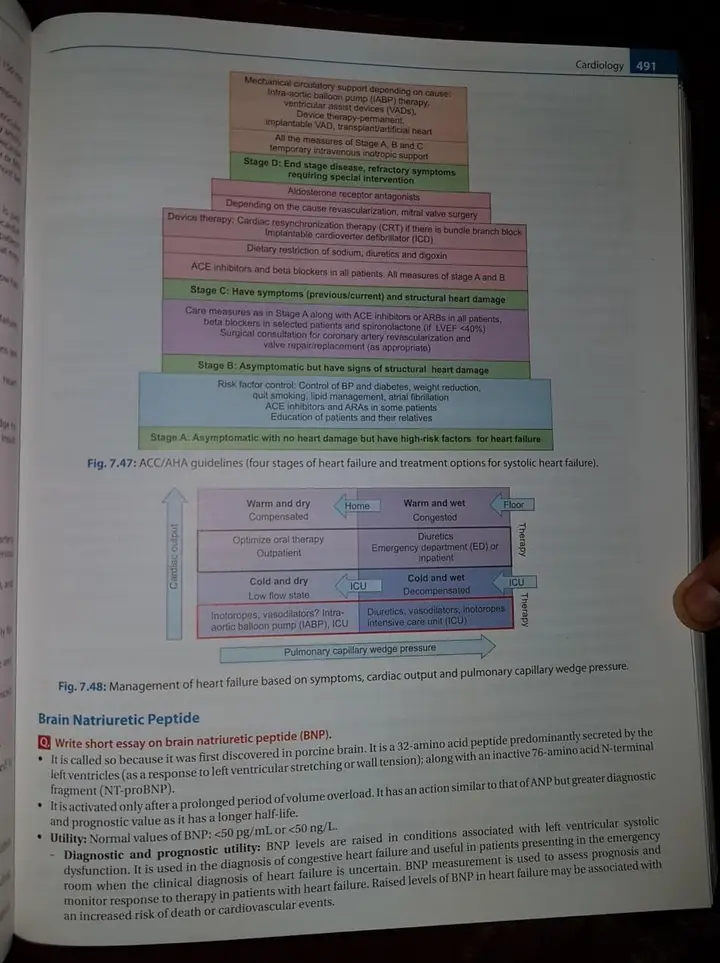 Cardiology 491
Mechanical circulatory support depending on cause:
Intra-aortic balloon pump (IABP) therapy,
ventricular assist devices (VADs),
Device therapy-permanent,
implantable VAD, transplant/artificial heart
All the measures of Stage A, B and C
temporary intravenous inotropic support
Stage D: End stage disease, refractory symptoms
requiring special intervention
Aldosterone receptor antagonists
Depending on the cause revascularization, mitral valve surgery
Device therapy: Cardiac resynchronization therapy (CRT) if there is bundle branch block
Implantable cardioverter defibrillator (ICD)
Dietary restriction of sodium, diuretics and digoxin
ACE inhibitors and beta blockers in all patients. All measures of stage A and B
Stage C: Have symptoms (previous/current) and structural heart damage
Care measures as in Stage A along with ACE inhibitors or ARBs in all patients,
beta blockers in selected patients and spironolactone (if LVEF <40%)
Surgical consultation for coronary artery revascularization and
valve repair/replacement (as appropriate)
Stage B: Asymptomatic but have signs of structural heart damage
Risk factor control: Control of BP and diabetes, weight reduction,
quit smoking, lipid management, atrial fibrillation
ACE inhibitors and ARAs in some patients
Education of patients and their relatives
Stage A: Asymptomatic with no heart damage but have high-risk factors for heart failure
Fig. 7.47: ACC/AHA guidelines (four stages of heart failure and treatment options for systolic heart failure).
Cardiac output
Warm and dry
Compensated
Home
Warm and wet
Congested
Floor
Optimize oral therapy
Outpatient
Diuretics
Emergency department (ED) or
inpatient
Therapy
Cold and dry
Low flow state
ICU
Cold and wet
Decompensated
ICU
Inotoropes, vasodilators? Intra-
aortic balloon pump (IABP), ICU
Diuretics, vasodilators, inotoropes
intensive care unit (ICU)
Therapy
Pulmonary capillary wedge pressure
Fig. 7.48: Management of heart failure based on symptoms, cardiac output and pulmonary capillary wedge pressure.
Brain Natriuretic Peptide
Q. Write short essay on brain natriuretic peptide (BNP).
• It is called so because it was first discovered in porcine brain. It is a 32-amino acid peptide predominantly secreted by the
left ventricles (as a response to left ventricular stretching or wall tension); along with an inactive 76-amino acid N-terminal
fragment (NT-proBNP).
• It is activated only after a prolonged period of volume overload. It has an action similar to that of ANP but greater diagnostic
and prognostic value as it has a longer half-life.
• Utility: Normal values of BNP: <50 pg/mL or <50 ng/L.
- Diagnostic and prognostic utility: BNP levels are raised in conditions associated with left ventricular systolic
dysfunction. It is used in the diagnosis of congestive heart failure and useful in patients presenting in the emergency
room when the clinical diagnosis of heart failure is uncertain. BNP measurement is used to assess prognosis and
monitor response to therapy in patients with heart failure. Raised levels of BNP in heart failure may be associated with
an increased risk of death or cardiovascular events.